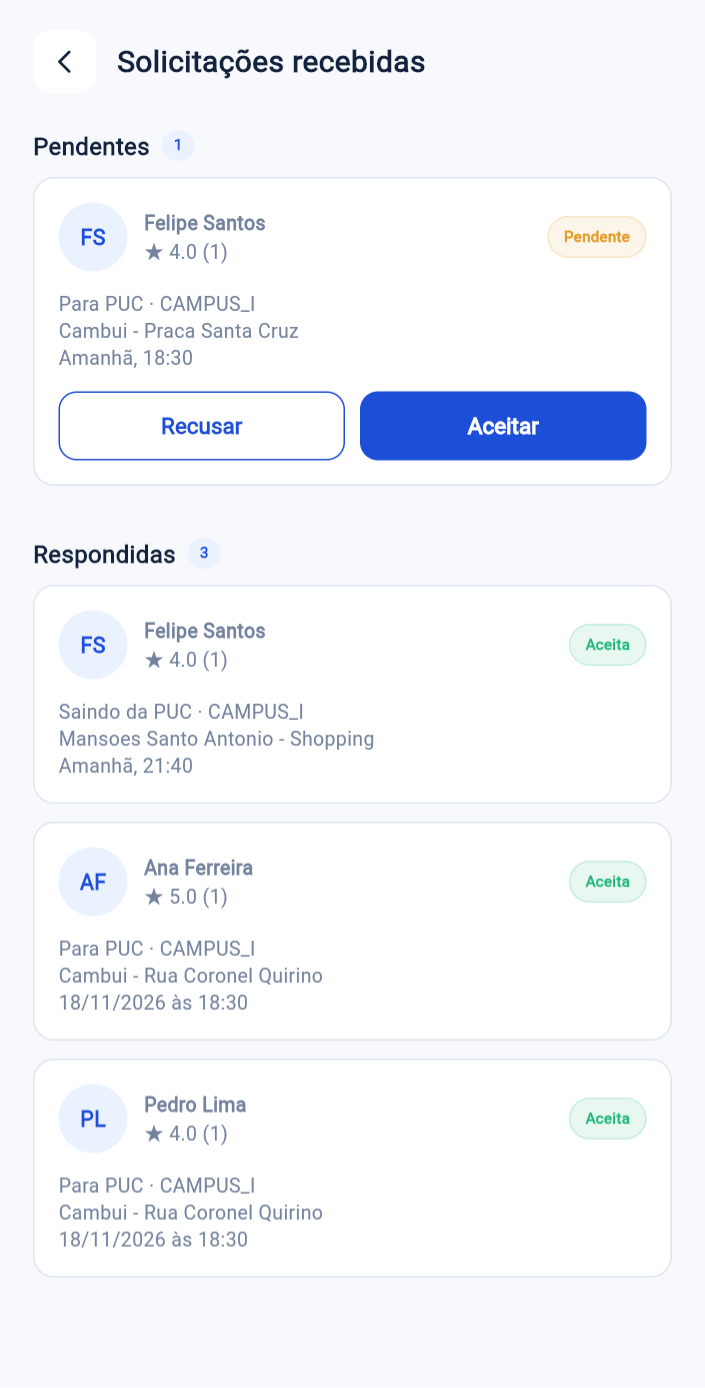 Solicitações recebidas
Pendentes 1
FS
Felipe Santos
★ 4.0 (1)
Pendente
Para PUC · CAMPUS_I
Cambui - Praca Santa Cruz
Amanhã, 18:30
Recusar
Aceitar
Respondidas 3
FS
Felipe Santos
★ 4.0 (1)
Aceita
Saindo da PUC · CAMPUS_I
Mansoes Santo Antonio - Shopping
Amanhã, 21:40
AF
Ana Ferreira
★ 5.0 (1)
Aceita
Para PUC · CAMPUS_I
Cambui - Rua Coronel Quirino
18/11/2026 às 18:30
PL
Pedro Lima
★ 4.0 (1)
Aceita
Para PUC · CAMPUS_I
Cambui - Rua Coronel Quirino
18/11/2026 às 18:30